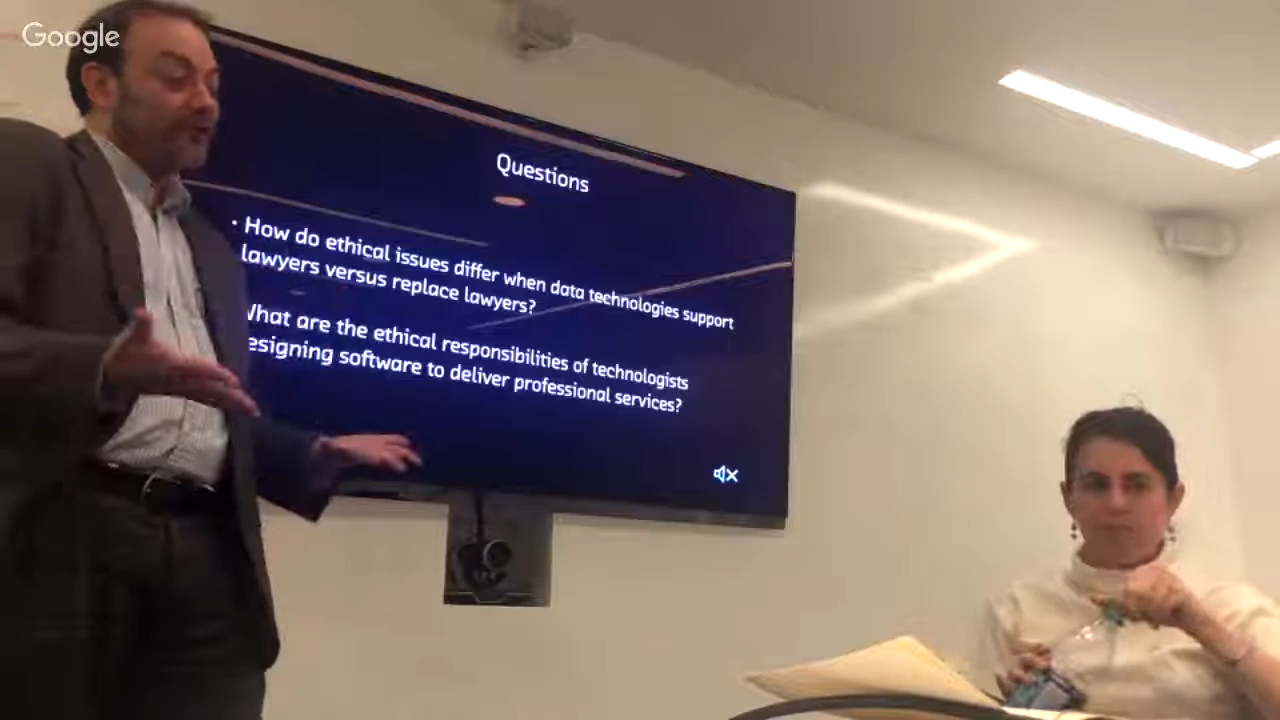 Google
Questions
• How do ethical issues differ when data technologies support
lawyers versus replace lawyers?
What are the ethical responsibilities of technologists
esigning software to deliver professional services?